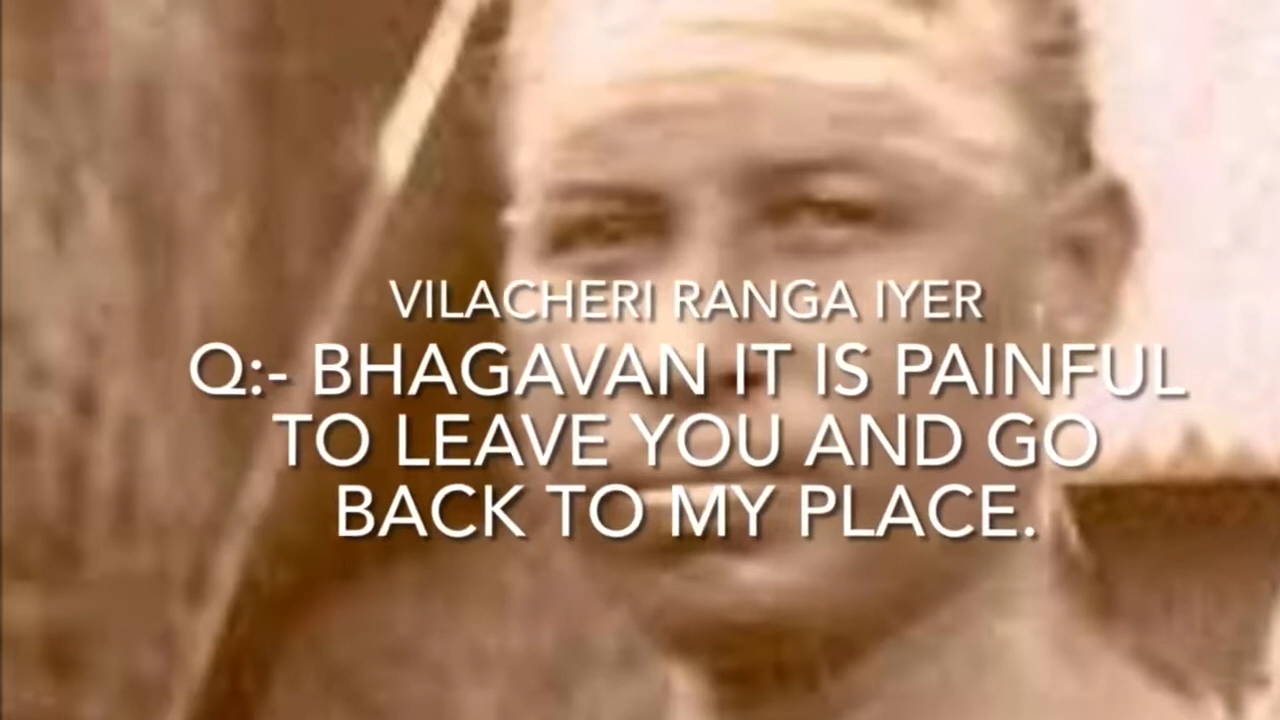 VILACHERI RANGA IYER
Q:- BHAGAVAN IT IS PAINFUL
TO LEAVE YOU AND GO
BACK TO MY PLACE.